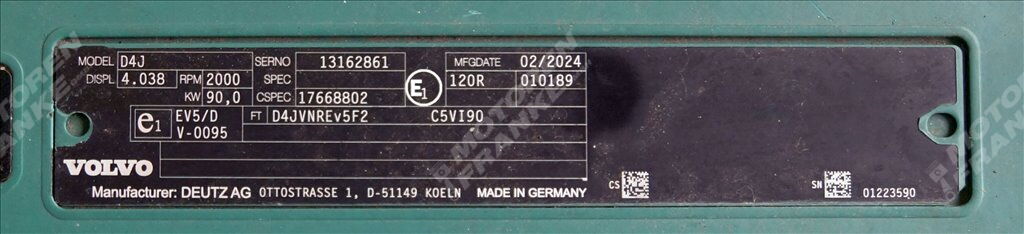 MODEL D4J SERNO 13162861 MFGDATE 02/2024
DISPL 4.038 RPM 2000 SPEC E1 120R 010189
KW 90,0 CSPEC 17668802
e1 EV5/D FT D4JVNREv5F2 C5VI90
V-0095
VOLVO
Manufacturer: DEUTZ AG OTTOSTRASSE 1, D-51149 KOELN MADE IN GERMANY CS SN 01223590
MOTOREN
FRANKE